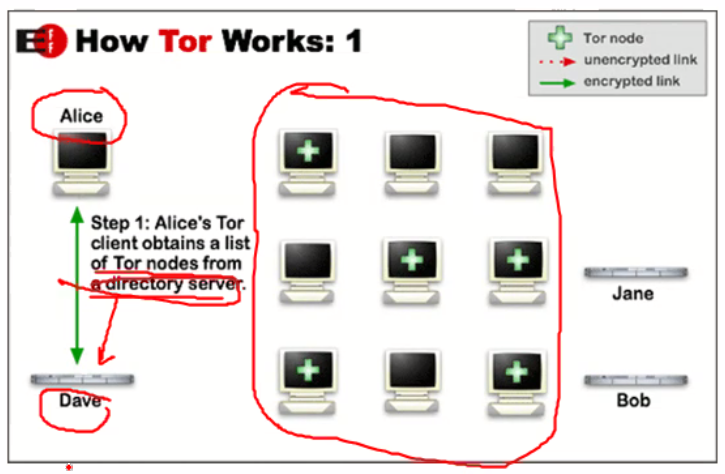 EFF How Tor Works: 1
Tor node
unencrypted link
encrypted link
Alice
Step 1: Alice's Tor
client obtains a list
of Tor nodes from
a directory server.
Jane
Dave
Bob